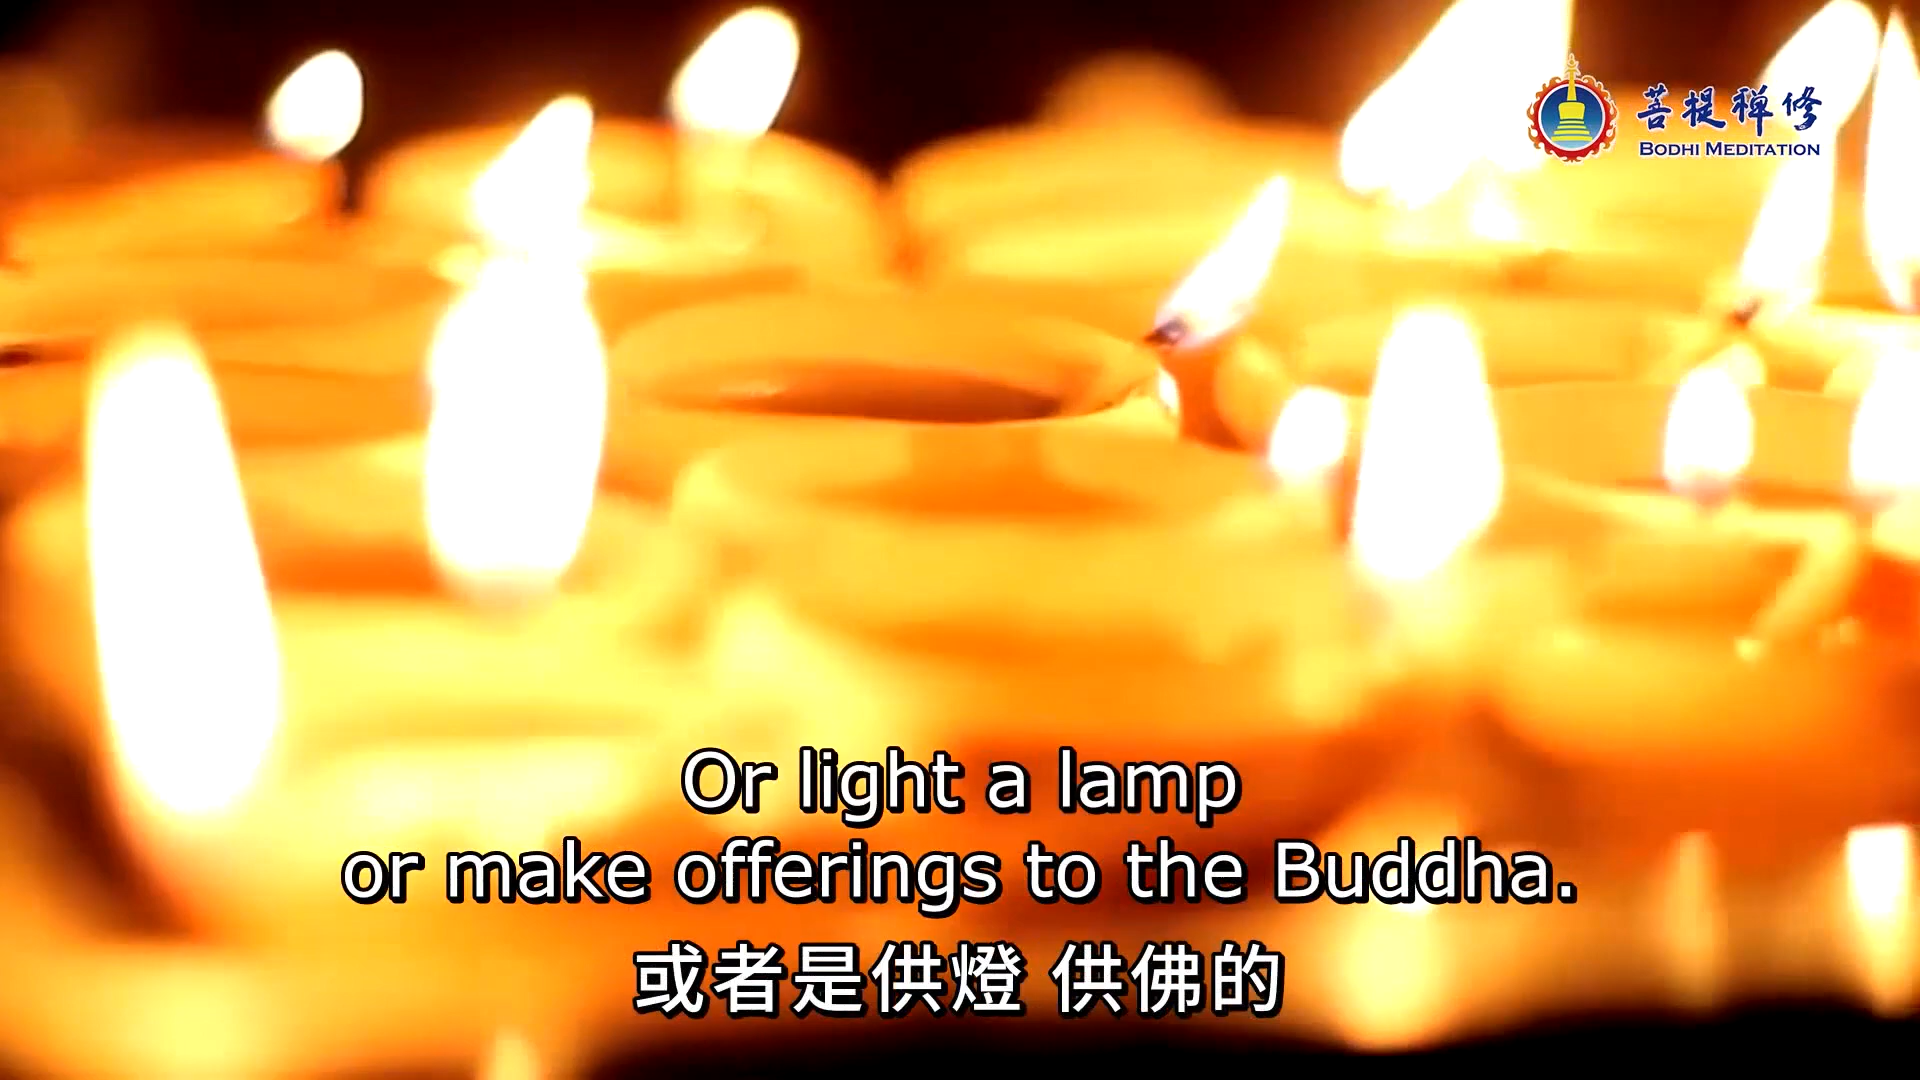 菩提禪修
BODHI MEDITATION
Or light a lamp
or make offerings to the Buddha.
或者是供燈 供佛的